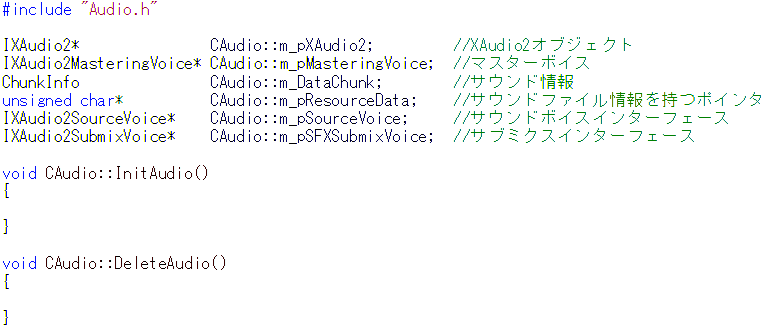 #include "Audio.h"
IXAudio2* CAudio::m_pXAudio2; //XAudio2オブジェクト
IXAudio2MasteringVoice* CAudio::m_pMasteringVoice; //マスターボイス
ChunkInfo CAudio::m_DataChunk; //サウンド情報
unsigned char* CAudio::m_pResourceData; //サウンドファイル情報を持つポインタ
IXAudio2SourceVoice* CAudio::m_pSourceVoice; //サウンドボイスインターフェース
IXAudio2SubmixVoice* CAudio::m_pSFXSubmixVoice; //サブミクスインターフェース
void CAudio::InitAudio()
{
}
void CAudio::DeleteAudio()
{
}